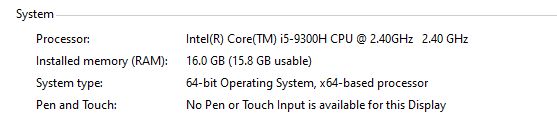 System
Processor: Intel(R) Core(TM) i5-9300H CPU @ 2.40GHz 2.40 GHz
Installed memory (RAM): 16.0 GB (15.8 GB usable)
System type: 64-bit Operating System, x64-based processor
Pen and Touch: No Pen or Touch Input is available for this Display